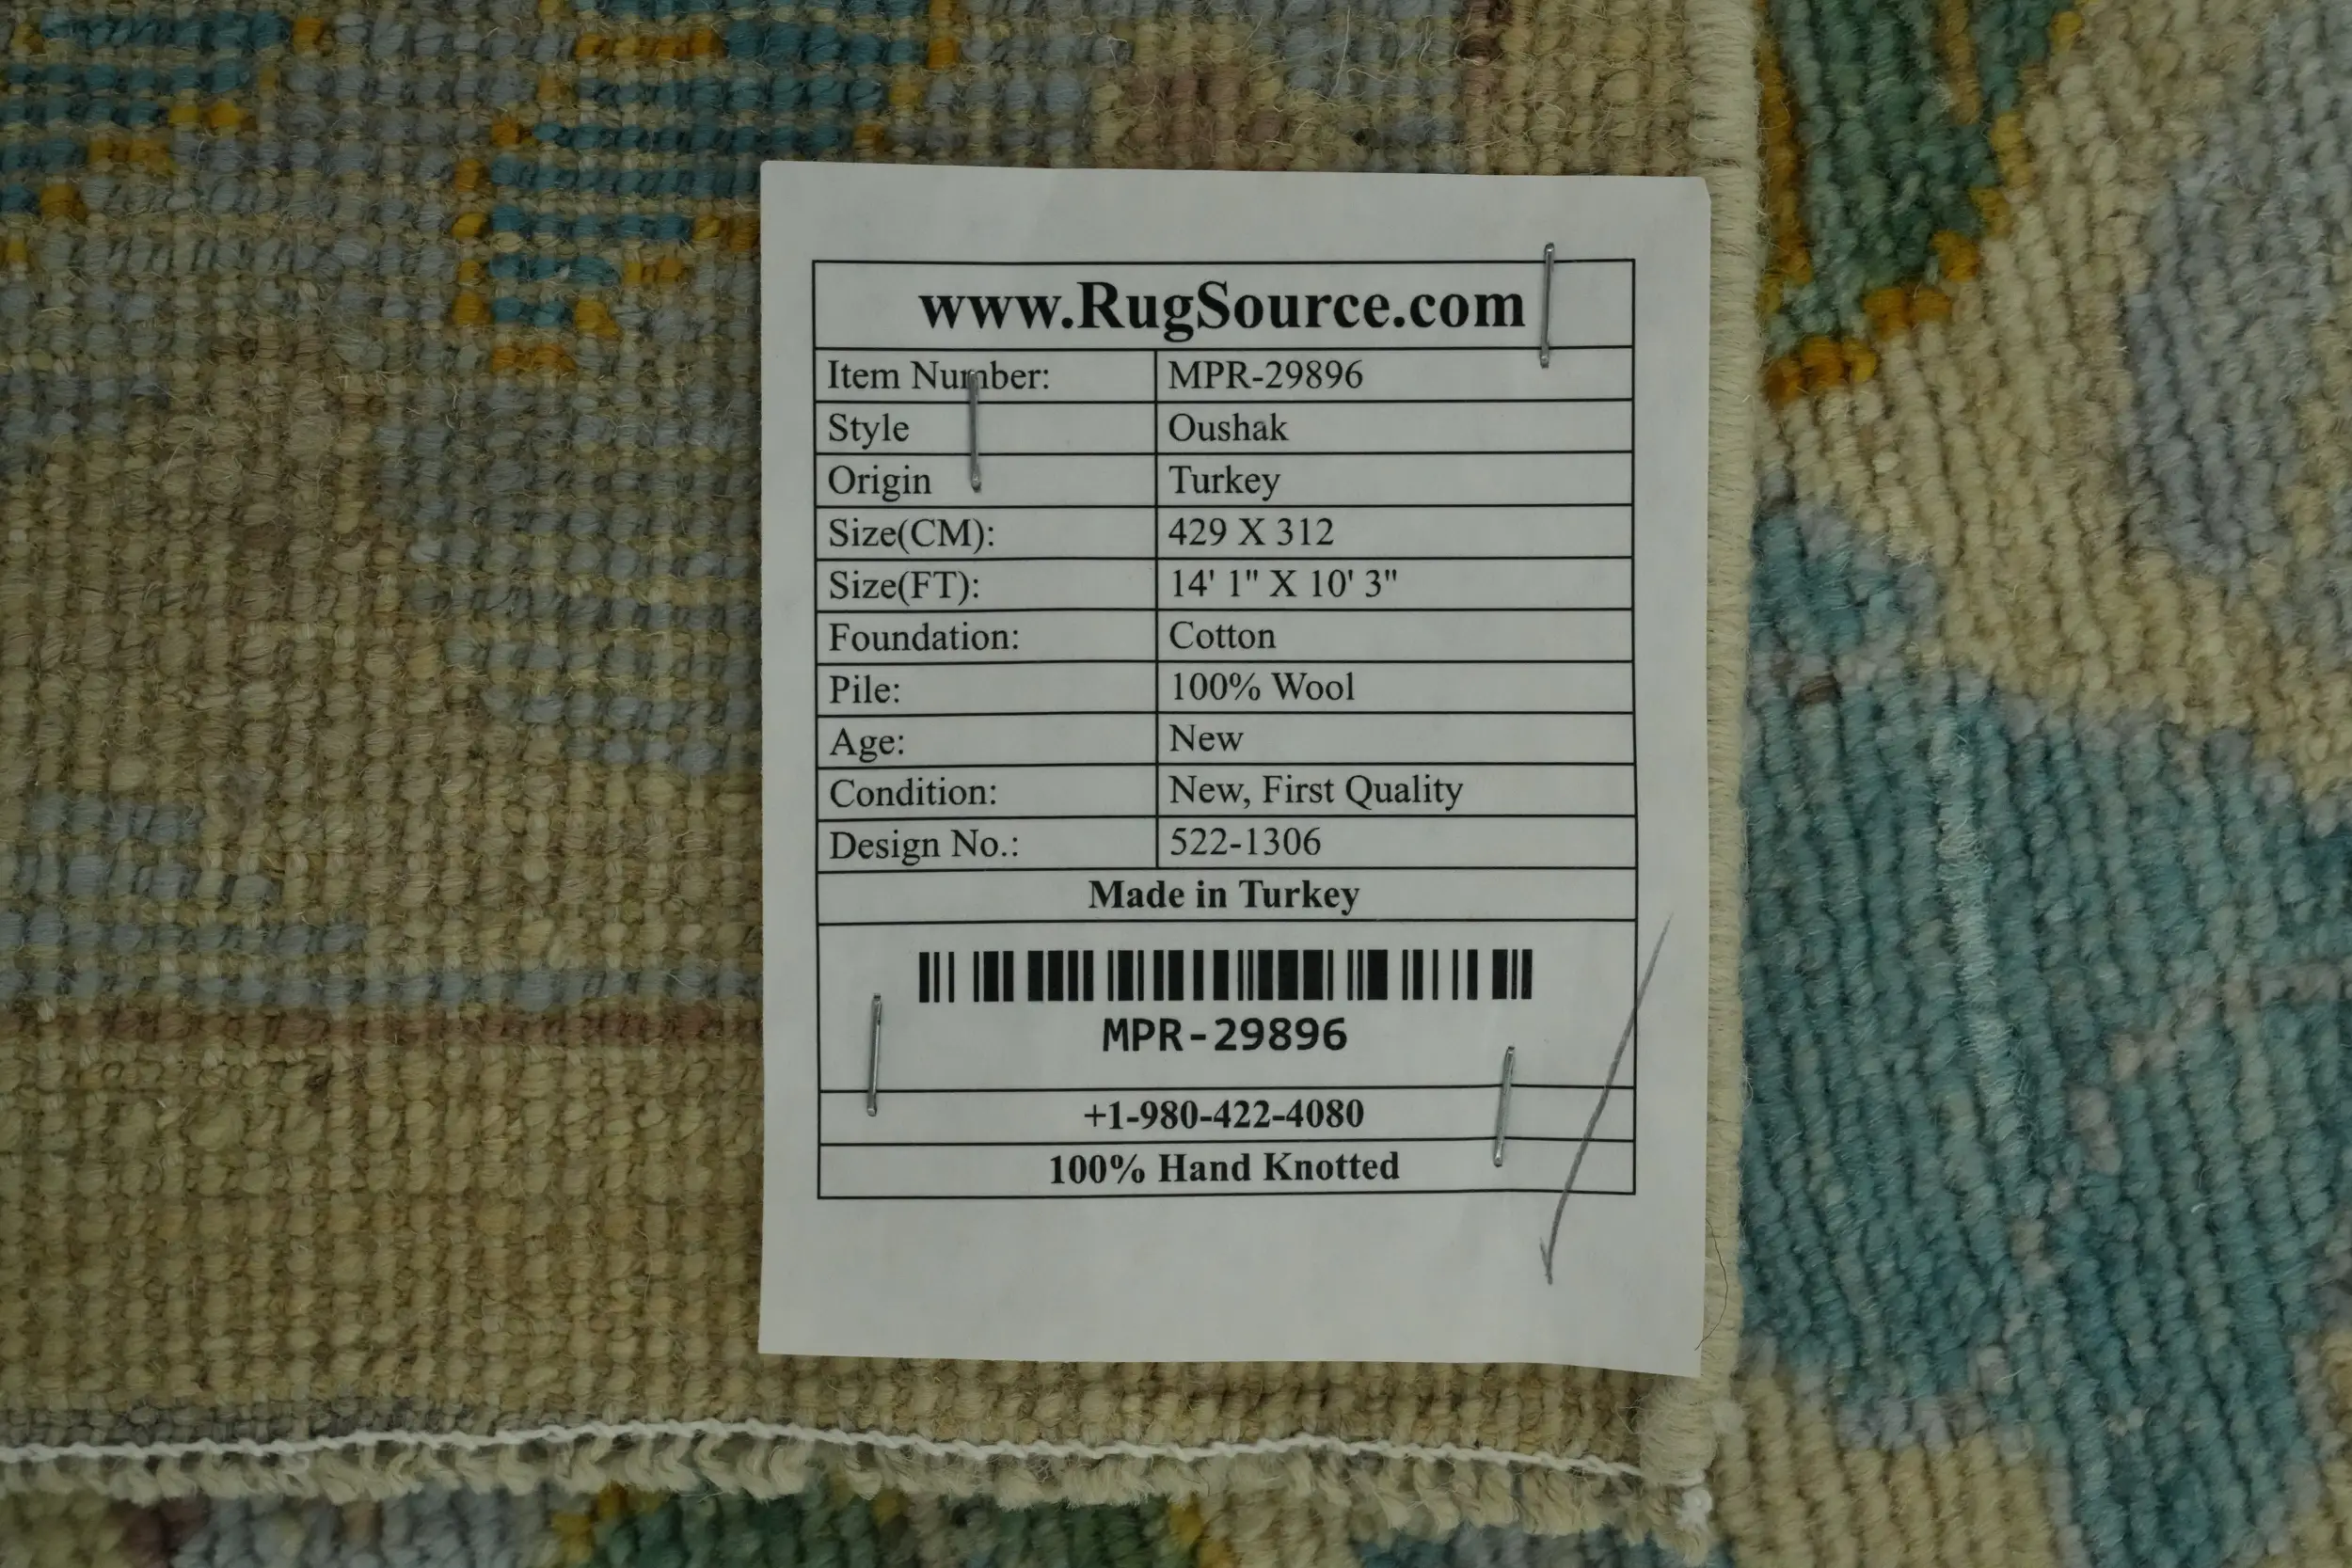 www.RugSource.com
Item Number: MPR-29896
Style Oushak
Origin Turkey
Size(CM): 429 X 312
Size(FT): 14' 1" X 10' 3"
Foundation: Cotton
Pile: 100% Wool
Age: New
Condition: New, First Quality
Design No.: 522-1306
Made in Turkey
MPR-29896
+1-980-422-4080
100% Hand Knotted